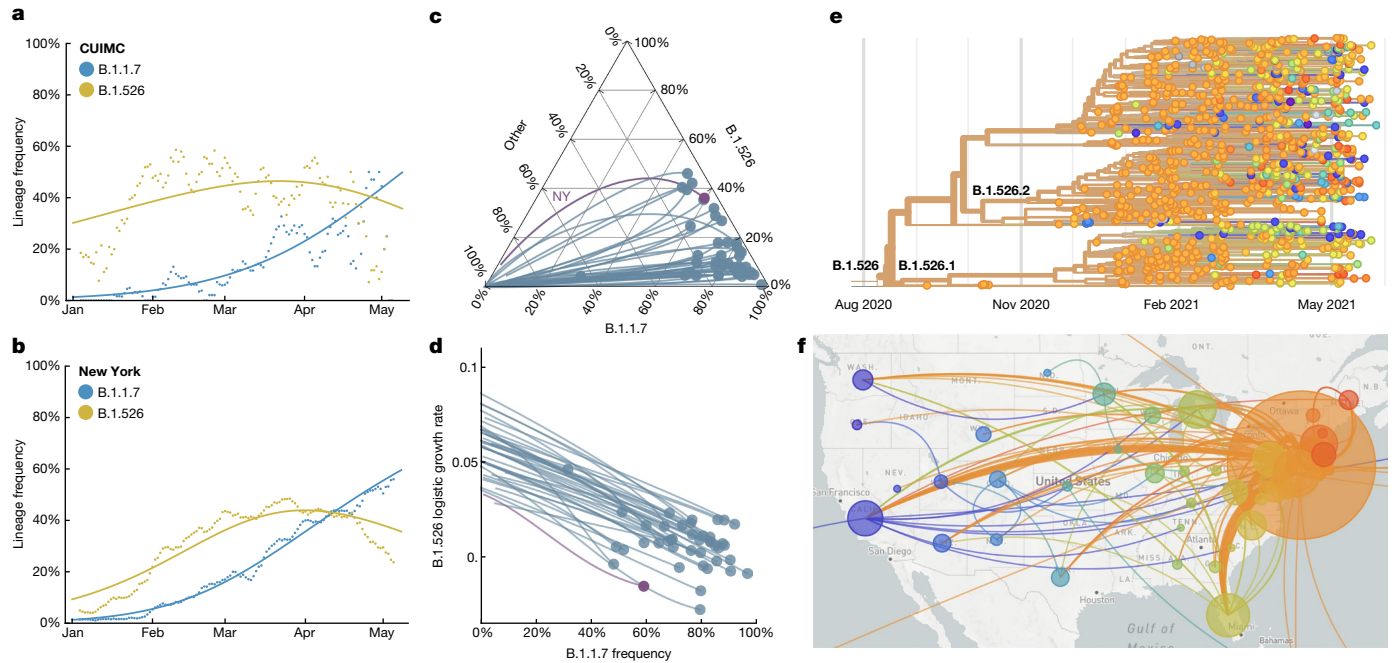 a
100%
80%
60%
40%
20%
0%
Lineage frequency
CUIMC
B.1.1.7
B.1.526
Jan
Feb
Mar
Apr
May
b
100%
80%
60%
40%
20%
0%
Lineage frequency
New York
B.1.1.7
B.1.526
Jan
Feb
Mar
Apr
May
c
0%
20%
40%
60%
80%
100%
Other
100%
80%
60%
40%
20%
0%
B.1.526
NY
0%
20%
40%
60%
80%
100%
B.1.1.7
d
0.1
0.05
0.
B.1.526 logistic growth rate
0%
20%
40%
60%
80%
100%
B.1.1.7 frequency
e
B.1.526.2
B.1.526
B.1.526.1
Aug 2020
Nov 2020
Feb 2021
May 2021
f
ONT.
WASH.
MONT.
N.B.
Ottawa
S.D.
IDAHO
NEV.
San Francisco
United States
San Diego
OKLA.
TENN.
ARK.
Atlanta
MISS.
LA.
Houston
Miami
Gulf of
Mexico
Bahamas